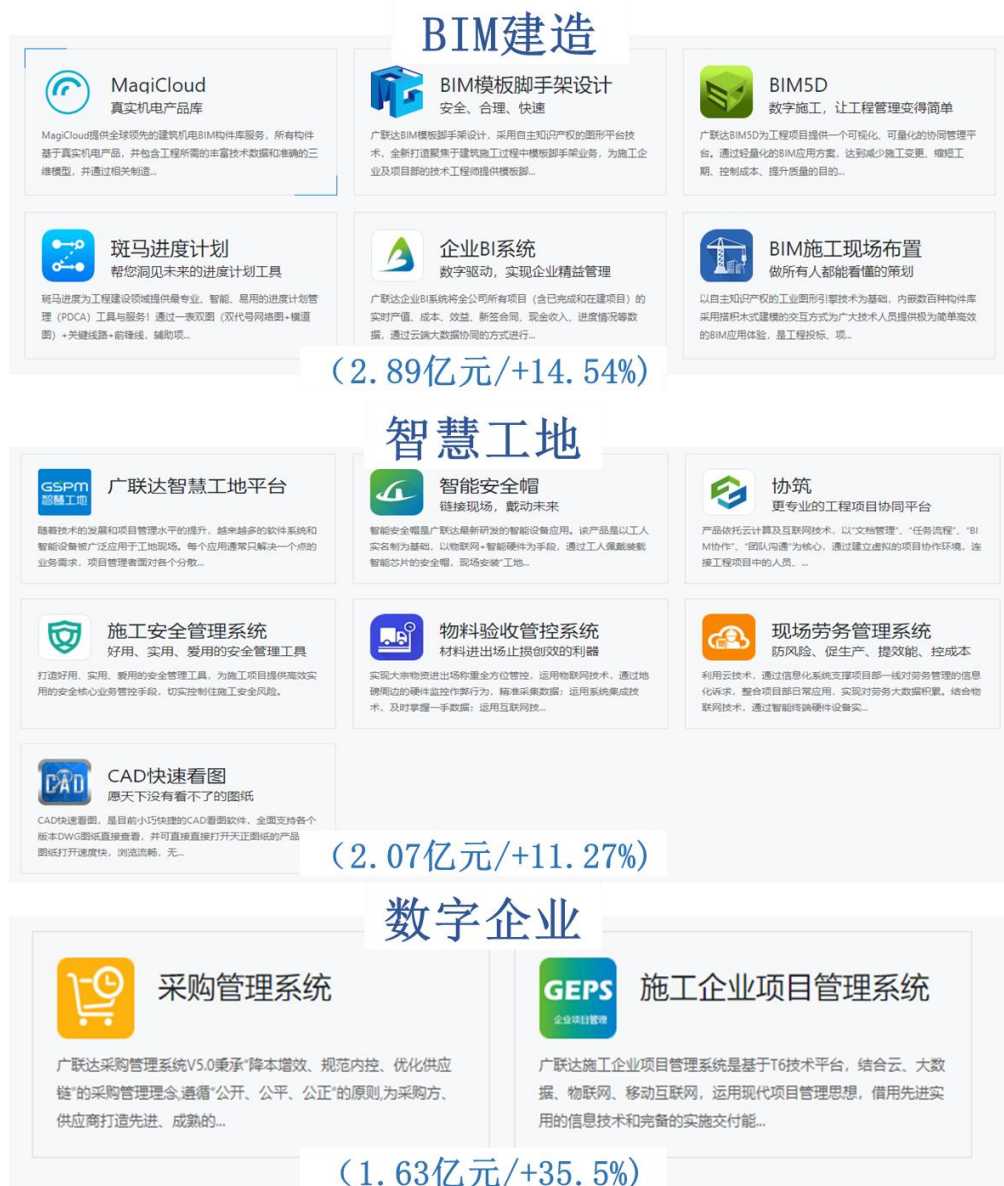 BIM建造
MagiCloud
真实机电产品库
MagiCloud提供全球领先的建筑机电BIM构件库服务，所有构件
基于真实机电产品，并包含工程所需的丰富技术数据和准确的三
维模型，并通过相关制造...
BIM模板脚手架设计
安全、合理、快速
广联达BIM模板脚手架设计，采用自主知识产权的图形平台技
术，全新打造聚焦于建筑施工过程中模板脚手架业务，为施工企
业及项目部的技术工程师提供模板脚...
BIM5D
数字施工，让工程管理变得简单
广联达BIM5D为工程项目提供一个可视化、可量化的协同管理平
台。通过轻量化的BIM应用方案，达到减少施工变更、缩短工
期、控制成本、提升质量的目的...
斑马进度计划
帮您洞见未来的进度计划工具
斑马进度为工程建设领域提供最专业、智能、易用的进度计划管
理（PDCA）工具与服务！通过一表双图（双代号网络图+横道
图）+关键线路+前锋线，辅助项...
企业BI系统
数字驱动，实现企业精益管理
广联达企业BI系统将全公司所有项目（含已完成和在建项目）的
实时产值、成本、效益、新签合同、现金收入、进度情况等数
据，通过云端大数据协同的方式进行...
BIM施工现场布置
做所有人都能看懂的策划
以自主知识产权的工业图形引擎技术为基础，内嵌数百种构件库
采用搭积木式建模的交互方式为广大技术人员提供极为简单高效
的BIM应用体验，是工程投标、项...
（2.89亿元/+14.54%）
智慧工地
GSPM
智慧工地
广联达智慧工地平台
随着技术的发展和项目管理水平的提升，越来越多的软件系统和
智能设备被广泛应用于工地现场。每个应用通常只解决一个点的
业务需求，项目管理者面对各个分散...
智能安全帽
链接现场，戴动未来
智能安全帽是广联达最新研发的智能设备应用。该产品是以工人
实名制为基础，以物联网+智能硬件为手段，通过工人佩戴装载
智能芯片的安全帽，现场安装“工地...
协筑
更专业的工程项目协同平台
产品依托云计算及互联网技术，以“文档管理”、“任务流程”、“BI
M协作”、“团队沟通”为核心，通过建立虚拟的项目协作环境，连
接工程项目中的人员、...
施工安全管理系统
好用、实用、爱用的安全管理工具
打造好用、实用、爱用的安全管理工具，为施工项目提供高效实
用的安全核心业务管控手段，切实控制住施工安全风险。
物料验收管控系统
材料进出场止损创效的利器
实现大宗物资进出场称重全方位管控，运用物联网技术，通过地
磅周边的硬件监控作弊行为，精准采集数据；运用系统集成技
术，及时掌握一手数据；运用互联网技...
现场劳务管理系统
防风险、促生产、提效能、控成本
利用云技术，通过信息化系统支撑项目部一线对劳务管理的信息
化诉求，整合项目部日常应用，实现对劳务大数据积累。结合物
联网技术，通过智能终端硬件设备实...
CAD
CAD快速看图
愿天下没有看不了的图纸
CAD快速看图，是目前小巧快捷的CAD看图软件，全面支持各个
版本DWG图纸直接查看，并可直接直接打开天正图纸的产品
图纸打开速度快，浏览流畅，无...
（2.07亿元/+11.27%）
数字企业
采购管理系统
广联达采购管理系统V5.0秉承“降本增效、规范内控、优化供应
链”的采购管理理念,遵循“公开、公平、公正”的原则,为采购方、
供应商打造先进、成熟的...
GEPS
企业项目管理
施工企业项目管理系统
广联达施工企业项目管理系统是基于T6技术平台，结合云、大数
据、物联网、移动互联网，运用现代项目管理思想，借用先进实
用的信息技术和完备的实施交付能...
（1.63亿元/+35.5%）